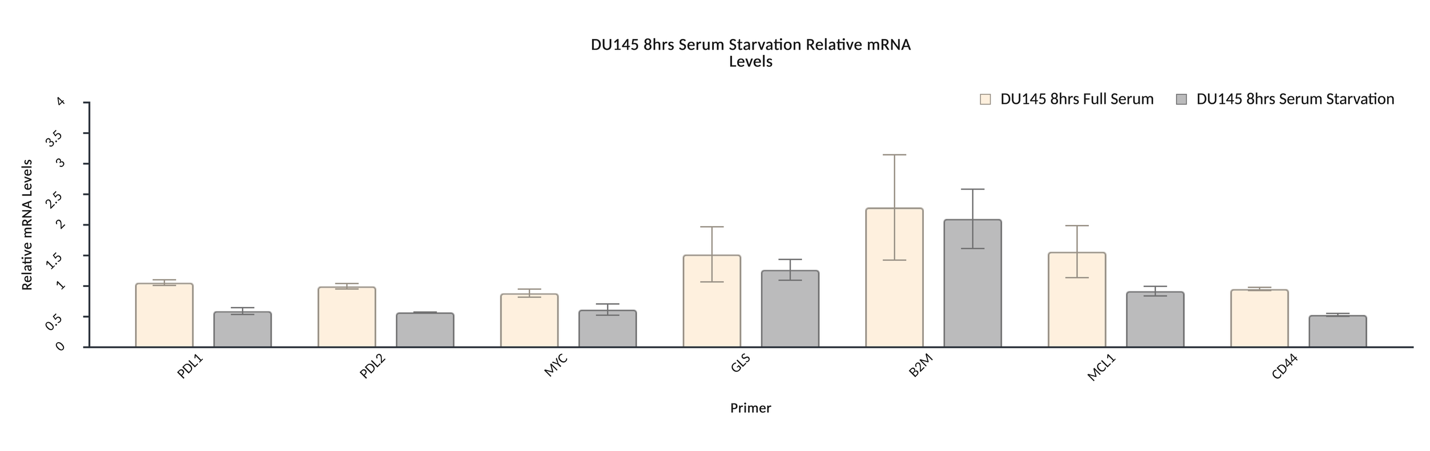 DU145 8hrs Serum Starvation Relative mRNA
Levels
DU145 8hrs Full Serum
DU145 8hrs Serum Starvation
Relative mRNA Levels
4
3.5
3
2.5
2
1.5
1
0.5
0
PDL1
PDL2
MYC
GLS
B2M
MCL1
CD44
Primer